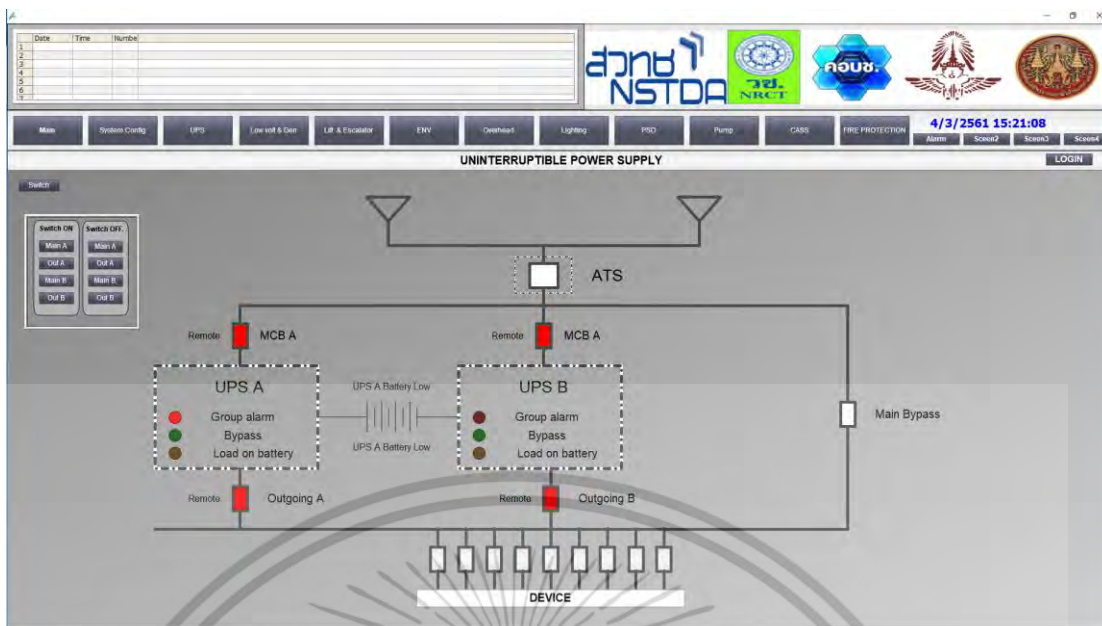 Date Time Numbe
1
2
3
4
5
6
7
สวทช NSTDA
วช. NRCT
คอบช.
Main System Config UPS Low volt & Gen Lift & Escalator ENV Overhead Lighting PSD Pump CASS FIRE PROTECTION
4/3/2561 15:21:08
Alarm Sceen2 Sceen3 Sceen4
UNINTERRUPTIBLE POWER SUPPLY
LOGIN
Switch
Switch ON Switch OFF.
Main A Main A
Out A Out A
Main B Main B
Out B Out B
ATS
Remote MCB A
Remote MCB A
UPS A
Group alarm
Bypass
Load on battery
UPS A Battery Low
UPS A Battery Low
UPS B
Group alarm
Bypass
Load on battery
Main Bypass
Remote Outgoing A
Remote Outgoing B
DEVICE